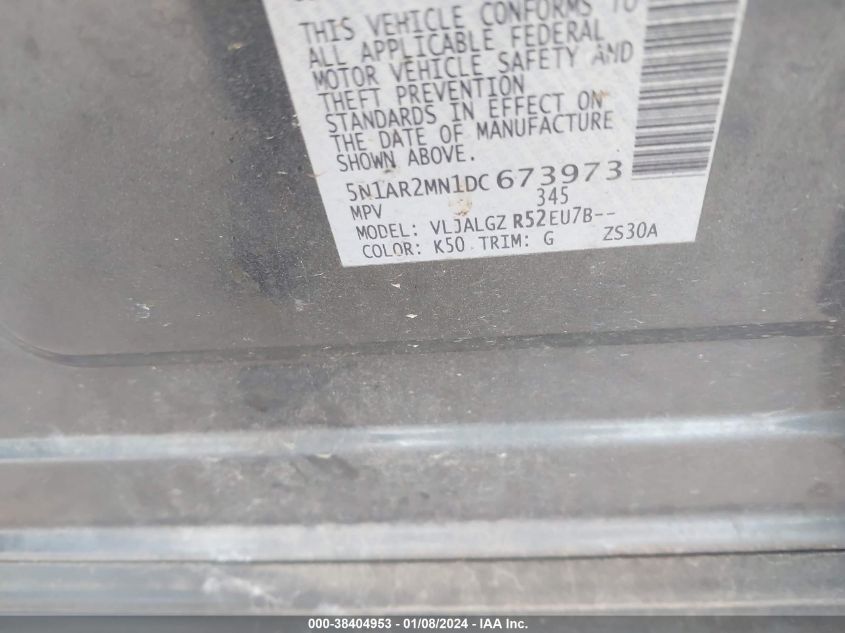 THIS VEHICLE CONFORMS TO
ALL APPLICABLE FEDERAL
MOTOR VEHICLE SAFETY AND
THEFT PREVENTION
STANDARDS IN EFFECT ON
THE DATE OF MANUFACTURE
SHOWN ABOVE.
5N1AR2MN1DC673973
MPV 345
MODEL: VLJALGZ R52EU7B--
COLOR: K50 TRIM: G ZS30A
000-38404953 - 01/08/2024 - IAA Inc.